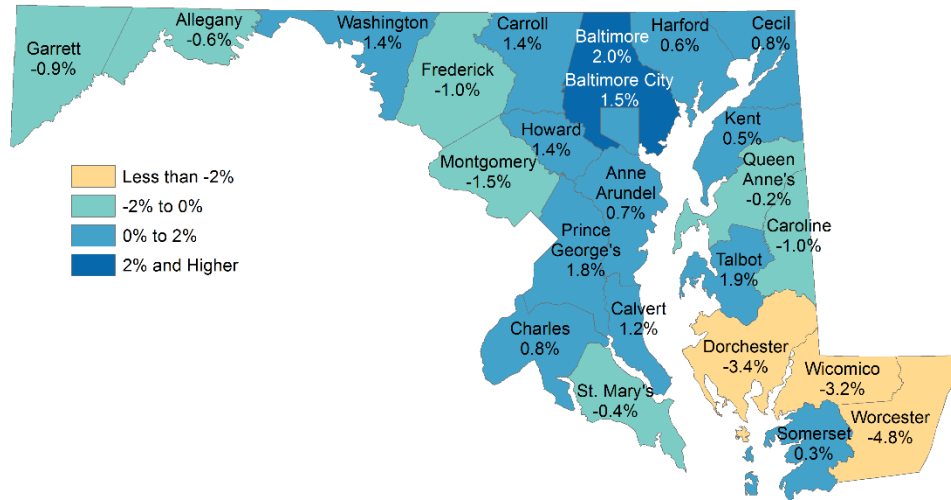 Garrett
-0.9%
Allegany
-0.6%
Washington
1.4%
Frederick
-1.0%
Carroll
1.4%
Baltimore
2.0%
Baltimore City
1.5%
Harford
0.6%
Cecil
0.8%
Howard
1.4%
Montgomery
-1.5%
Kent
0.5%
Queen
Anne's
-0.2%
Anne
Arundel
0.7%
Caroline
-1.0%
Prince
George's
1.8%
Talbot
1.9%
Calvert
1.2%
Charles
0.8%
St. Mary's
-0.4%
Dorchester
-3.4%
Wicomico
-3.2%
Worcester
-4.8%
Somerset
0.3%
Less than -2%
-2% to 0%
0% to 2%
2% and Higher